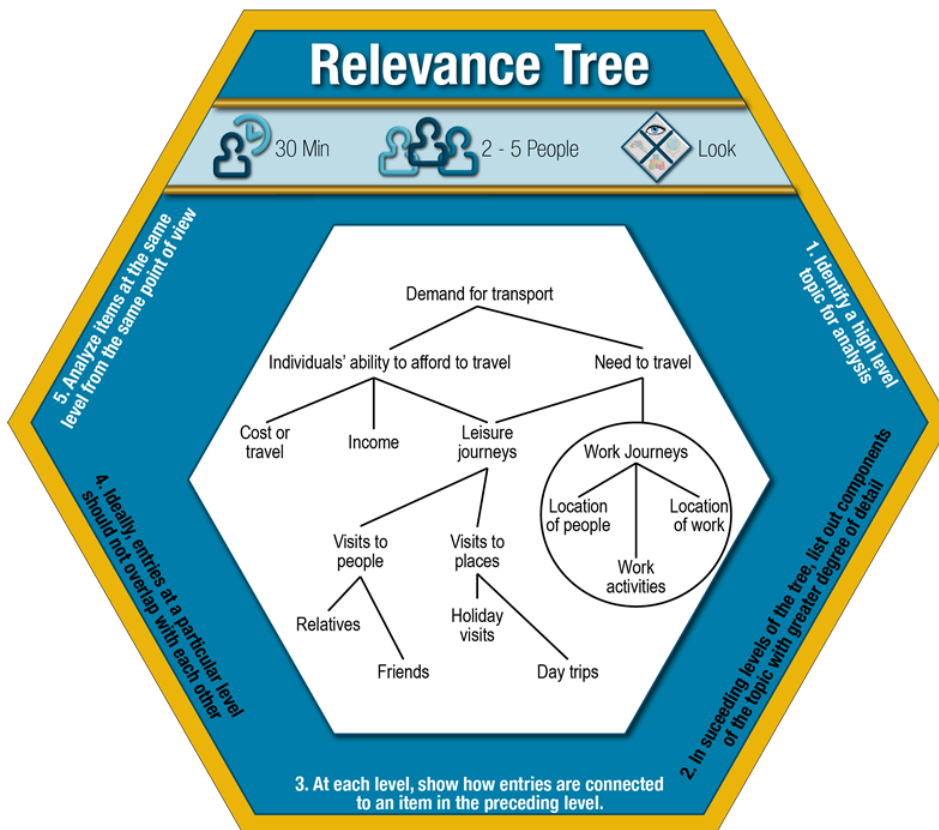 Relevance Tree
30 Min
2 - 5 People
Look
1. Identify a high level
topic for analysis
2. In suceeding levels of the tree, list out components
of the topic with greater degree of detail
3. At each level, show how entries are connected
to an item in the preceding level.
4. Ideally, entries at a particular level
should not overlap with each other
5. Analyze items at the same
level from the same point of view
Demand for transport
Individuals' ability to afford to travel
Need to travel
Cost or
travel
Income
Leisure
journeys
Work Journeys
Location
of people
Location
of work
Work
activities
Visits to
people
Visits to
places
Relatives
Friends
Holiday
visits
Day trips